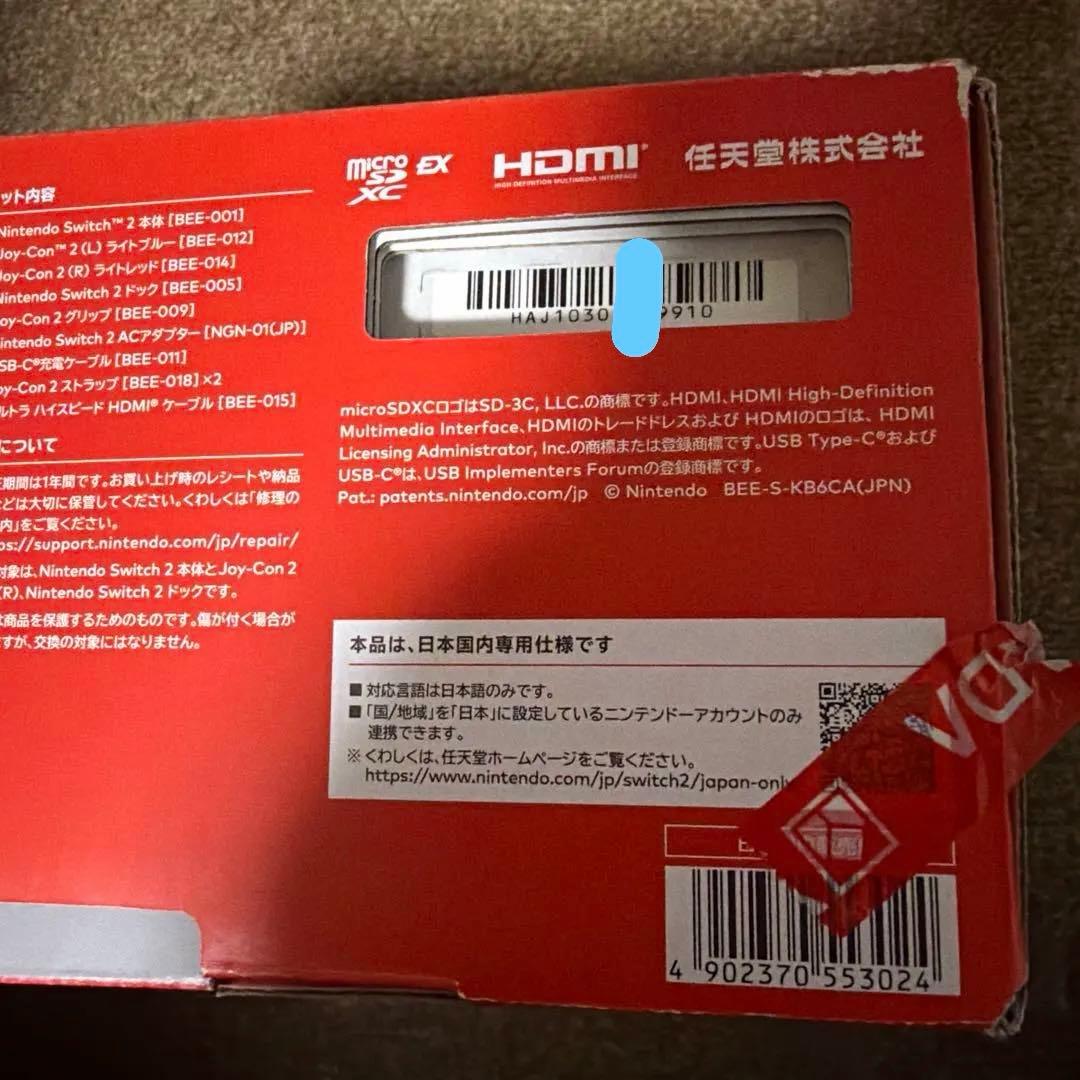 ット内容
Nintendo Switch™ 2 本体 [BEE-001]
Joy-Con™ 2 (L) ライトブルー [BEE-012]
Joy-Con 2 (R) ライトレッド [BEE-014]
Nintendo Switch 2 ドック [BEE-005]
oy-Con 2 グリップ [BEE-009]
intendo Switch 2 ACアダプター [NGN-01(JP)]
SB-C®充電ケーブル [BEE-011]
oy-Con 2 ストラップ [BEE-018] ×2
ルトラ ハイスピード HDMI® ケーブル [BEE-015]
について
期間は1年間です。お買い上げ時のレシートや納品
どは大切に保管してください。くわしくは「修理の
内」をご覧ください。
ps://support.nintendo.com/jp/repair/
対象は、Nintendo Switch 2 本体とJoy-Con 2
(R)、Nintendo Switch 2 ドックです。
は商品を保護するためのものです。傷が付く場合が
すが、交換の対象にはなりません。
micro SD XC EX
HDMI®
HIGH-DEFINITION MULTIMEDIA INTERFACE
任天堂株式会社
HAJ1030 9910
microSDXCロゴはSD-3C, LLC.の商標です。HDMI、HDMI High-Definition
Multimedia Interface、HDMIのトレードドレスおよび HDMIのロゴは、HDMI
Licensing Administrator, Inc.の商標または登録商標です。USB Type-C®および
USB-C®は、USB Implementers Forumの登録商標です。
Pat.: patents.nintendo.com/jp © Nintendo BEE-S-KB6CA(JPN)
本品は、日本国内専用仕様です
■ 対応言語は日本語のみです。
■ 「国/地域」を「日本」に設定しているニンテンドーアカウントのみ
連携できます。
※ くわしくは、任天堂ホームページをご覧ください。
https://www.nintendo.com/jp/switch2/japan-only
VO
4 902370 553024